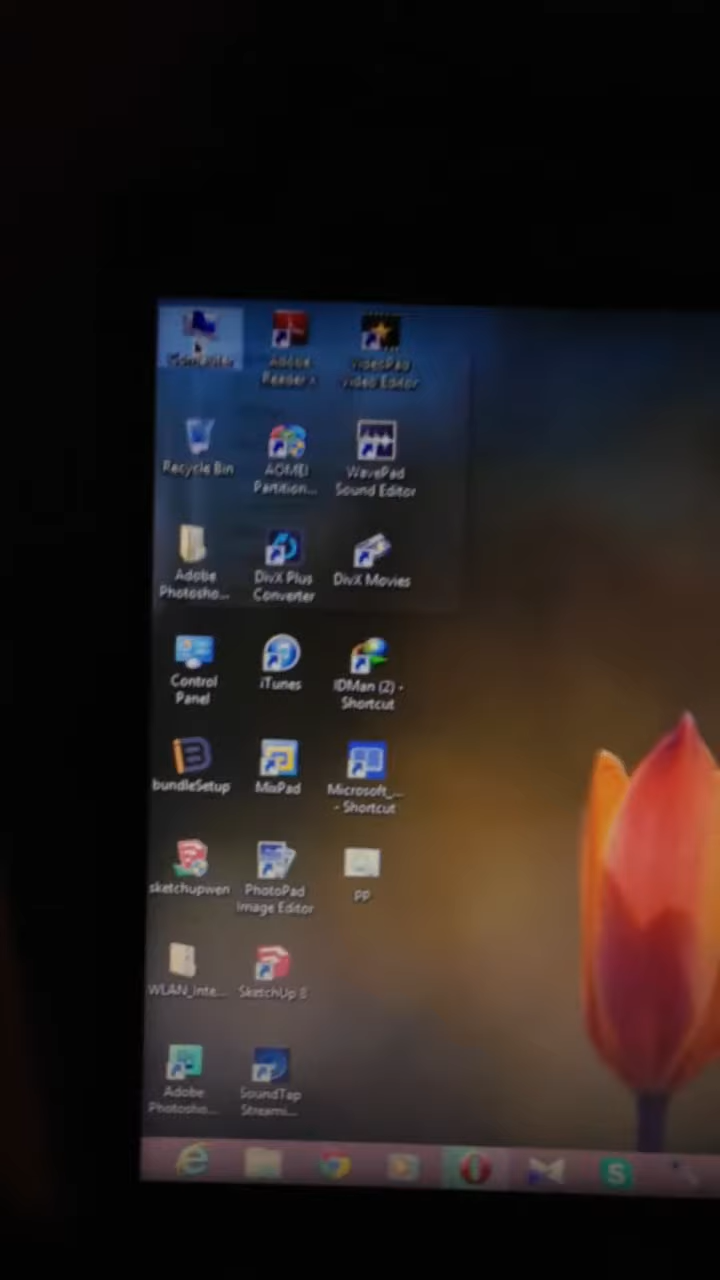 Adobe
Reader
VideoPad
Video Editor
Recycle Bin
AOMEI
Partition...
WavePad
Sound Editor
Adobe
Photosho...
DivX Plus
Converter
DivX Movies
Control
Panel
iTunes
IDMan (2) -
Shortcut
bundleSetup
MixPad
Microsoft_...
- Shortcut
sketchupwen
PhotoPad
Image Editor
pp
WLAN_Inte...
SketchUp 8
Adobe
Photosho...
SoundTap
Streami...
S